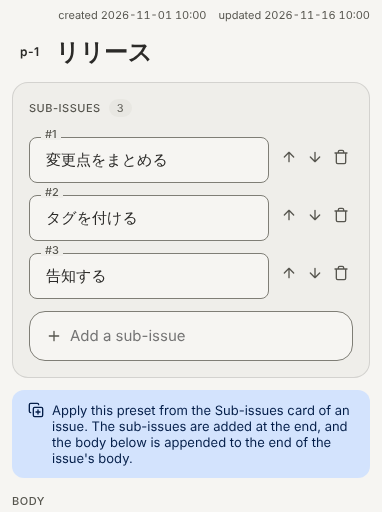 created 2026-11-01 10:00 updated 2026-11-16 10:00
p-1 リリース
SUB-ISSUES 3
#1
変更点をまとめる
#2
タグを付ける
#3
告知する
+ Add a sub-issue
Apply this preset from the Sub-issues card of an
issue. The sub-issues are added at the end, and
the body below is appended to the end of the
issue's body.
BODY